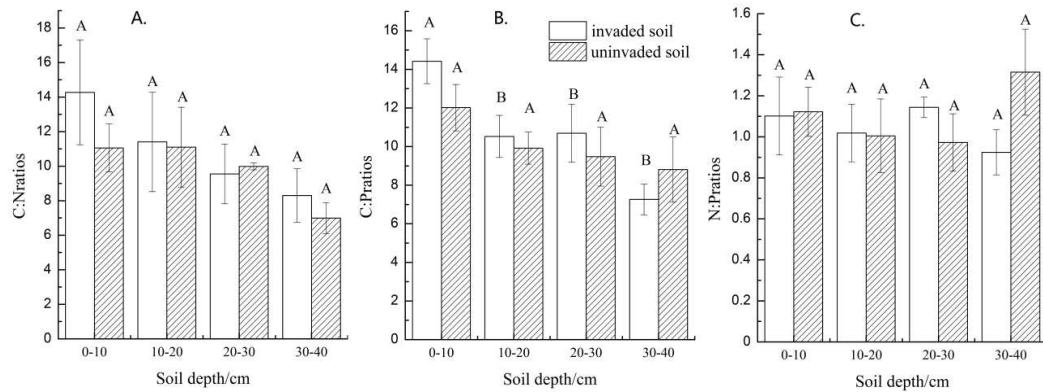 A.
C:Nratios
18
16
14
12
10
8
6
4
2
0
A A A A A A A A
0-10 10-20 20-30 30-40
Soil depth/cm
B.
invaded soil
uninvaded soil
C:Pratios
16
14
12
10
8
6
4
2
0
A A B A B A B A
0-10 10-20 20-30 30-40
Soil depth/cm
C.
N:Pratios
1.6
1.4
1.2
1.0
0.8
0.6
0.4
0.2
0
A A A A A A A A
0-10 10-20 20-30 30-40
Soil depth/cm